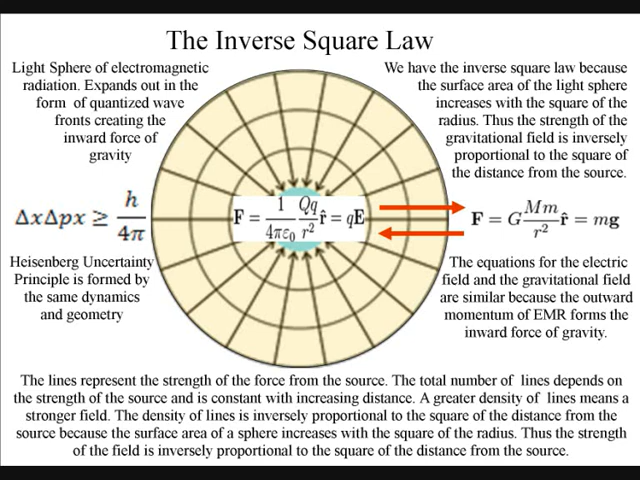 The Inverse Square Law
Light Sphere of electromagnetic
radiation. Expands out in the
form of quantized wave
fronts creating the
inward force of
gravity
We have the inverse square law because
the surface area of the light sphere
increases with the square of the
radius. Thus the strength of the
gravitational field is inversely
proportional to the square of
the distance from the source.
ΔxΔpx ≥ h/4π
F = 1/4πε₀ Qq/r² r̂ = qE
F = G Mm/r² r̂ = mg
Heisenberg Uncertainty
Principle is formed by
the same dynamics
and geometry
The equations for the electric
field and the gravitational field
are similar because the outward
momentum of EMR forms the
inward force of gravity.
The lines represent the strength of the force from the source. The total number of lines depends on
the strength of the source and is constant with increasing distance. A greater density of lines means a
stronger field. The density of lines is inversely proportional to the square of the distance from the
source because the surface area of a sphere increases with the square of the radius. Thus the strength
of the field is inversely proportional to the square of the distance from the source.